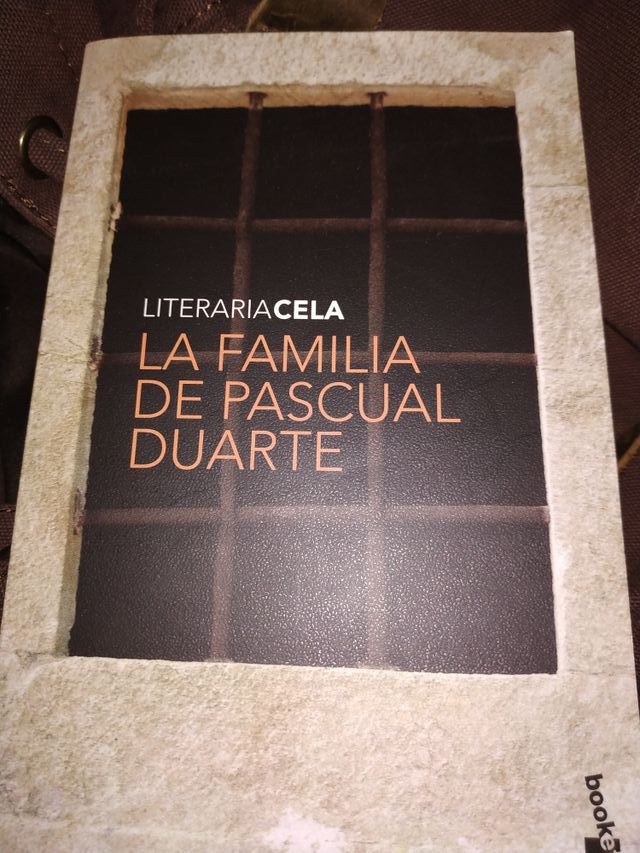 LITERARIACELA
LA FAMILIA
DE PASCUAL
DUARTE
booket